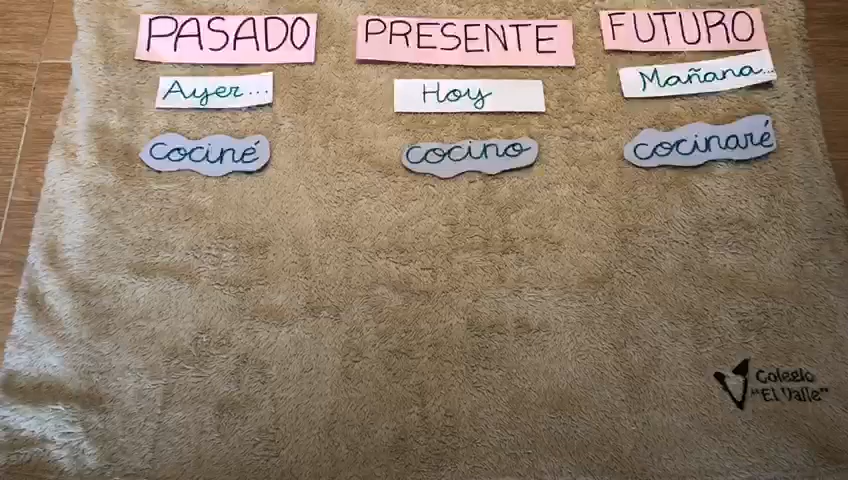 PASADO PRESENTE FUTURO
Ayer... Hoy Mañana...
cociné cocino cocinaré
Colegio
"El Valle"